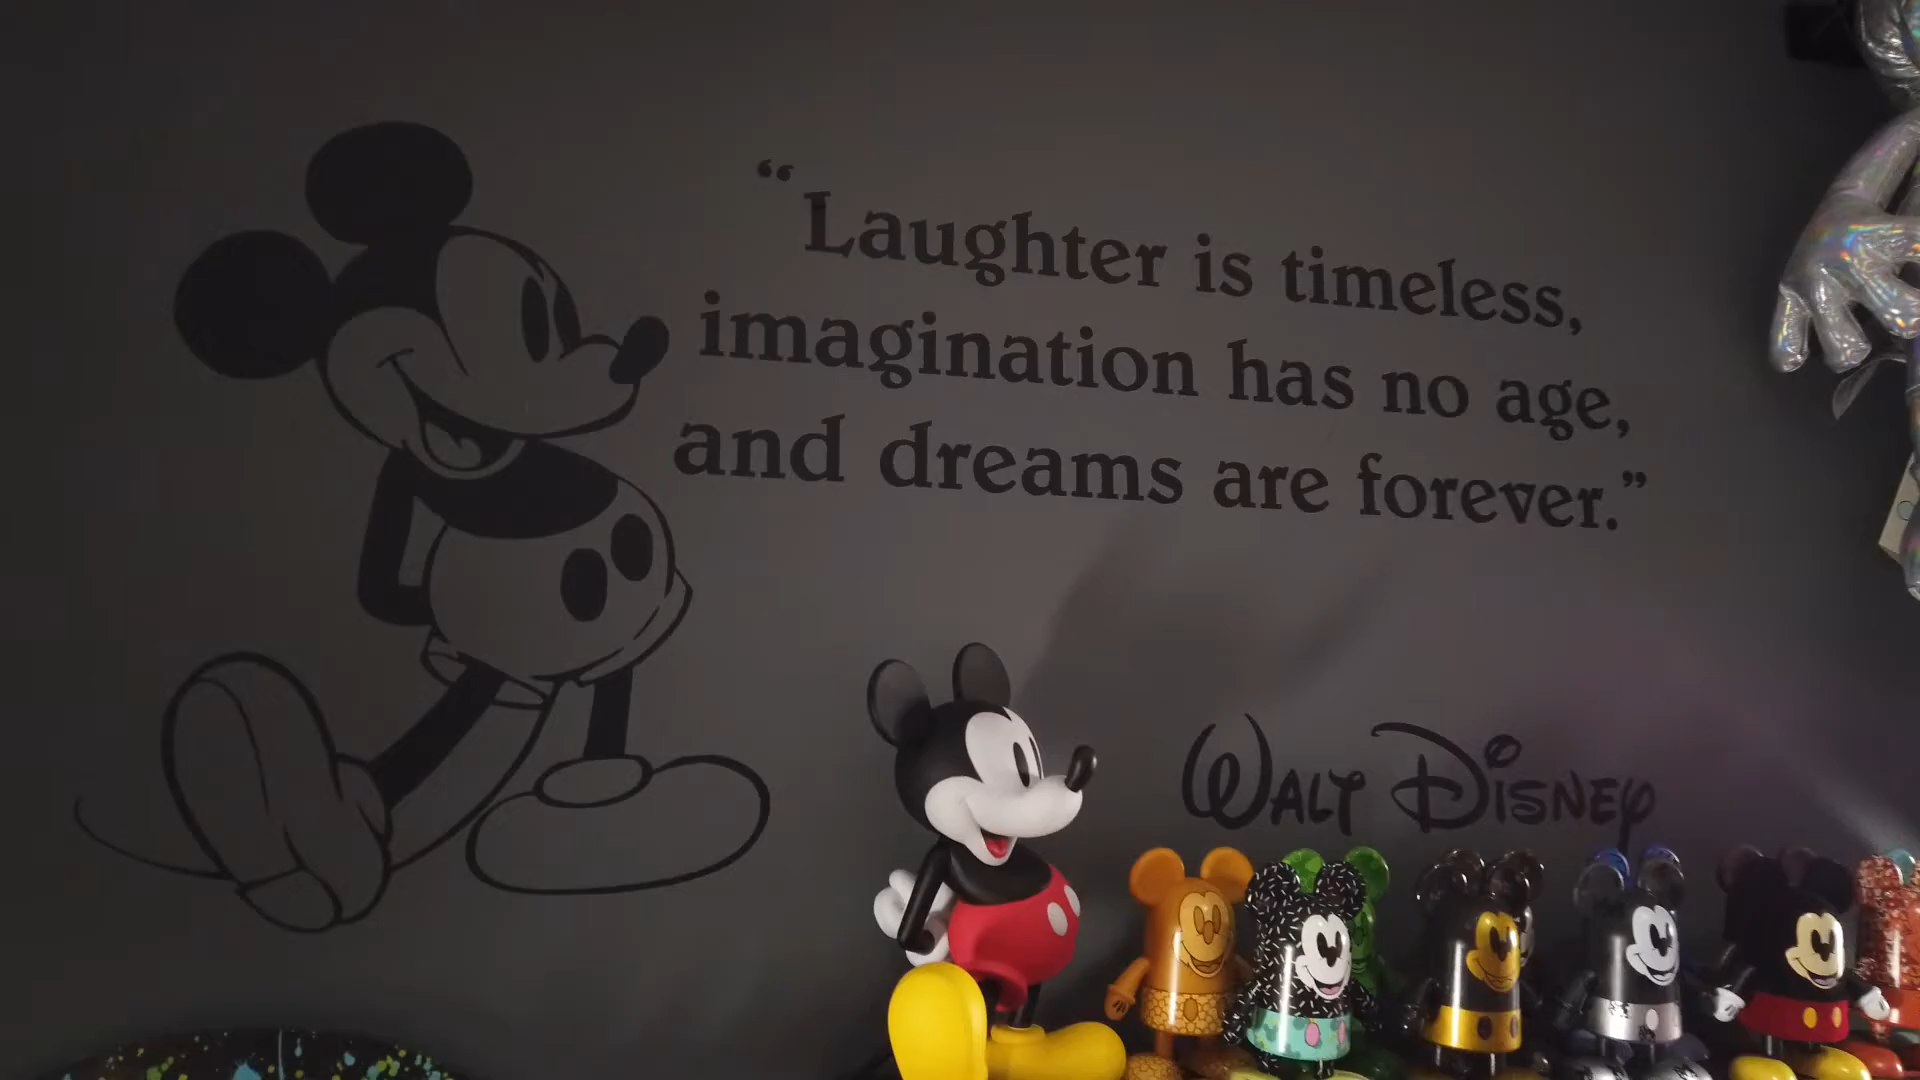 “Laughter is timeless,
imagination has no age,
and dreams are forever.”
WALT DISNEY